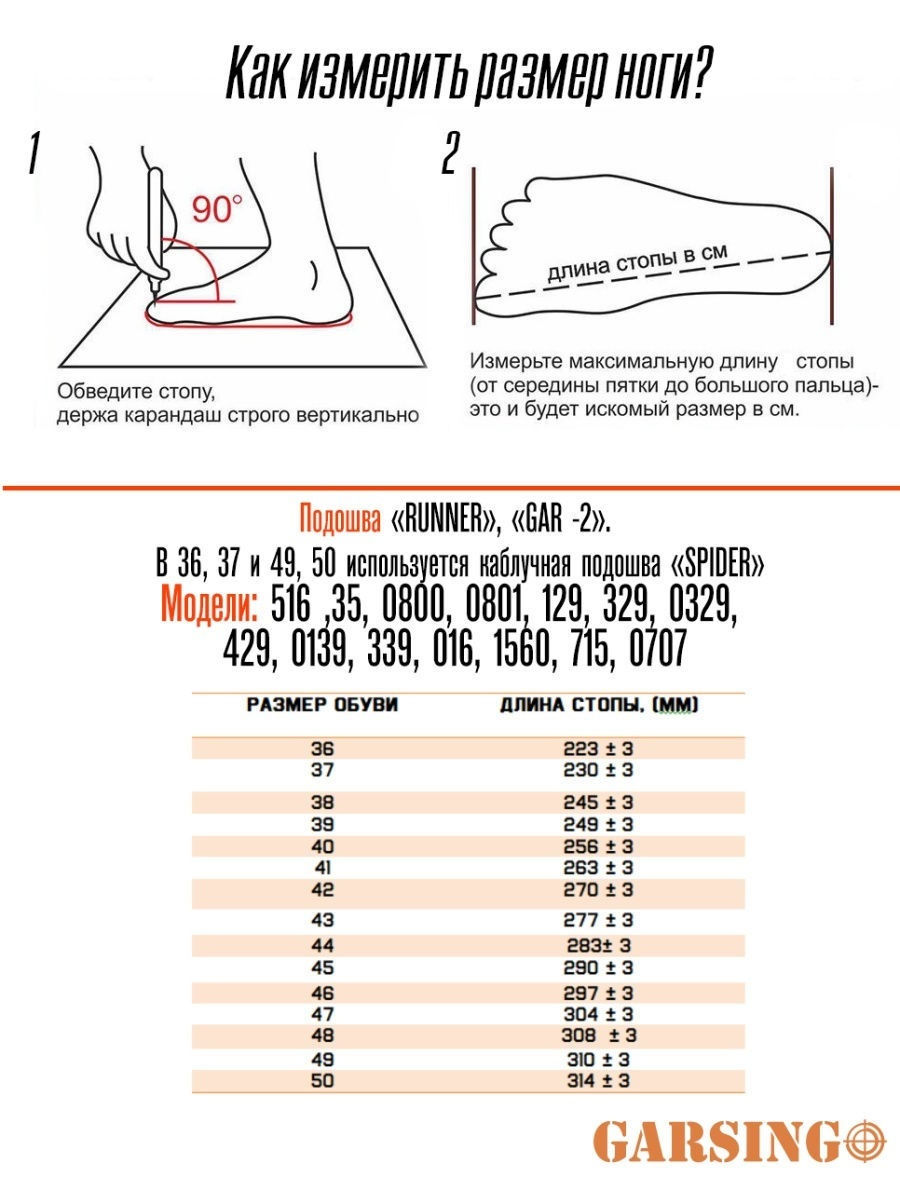 Как измерить размер ноги?
1
2
90°
длина стопы в см
Обведите стопу,
держа карандаш строго вертикально
Измерьте максимальную длину стопы
(от середины пятки до большого пальца)-
это и будет искомый размер в см.
Подошва «RUNNER», «GAR -2».
В 36, 37 и 49, 50 используется каблучная подошва «SPIDER»
Модели: 516 ,35, 0800, 0801, 129, 329, 0329,
429, 0139, 339, 016, 1560, 715, 0707
РАЗМЕР ОБУВИ ДЛИНА СТОПЫ, (ММ)
36 223 ± 3
37 230 ± 3
38 245 ± 3
39 249 ± 3
40 256 ± 3
41 263 ± 3
42 270 ± 3
43 277 ± 3
44 283± 3
45 290 ± 3
46 297 ± 3
47 304 ± 3
48 308 ± 3
49 310 ± 3
50 314 ± 3
GARSING